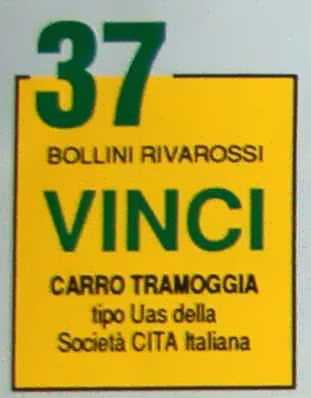 37
BOLLINI RIVAROSSI
VINCI
CARRO TRAMOGGIA
tipo Uas della
Società CITA Italiana